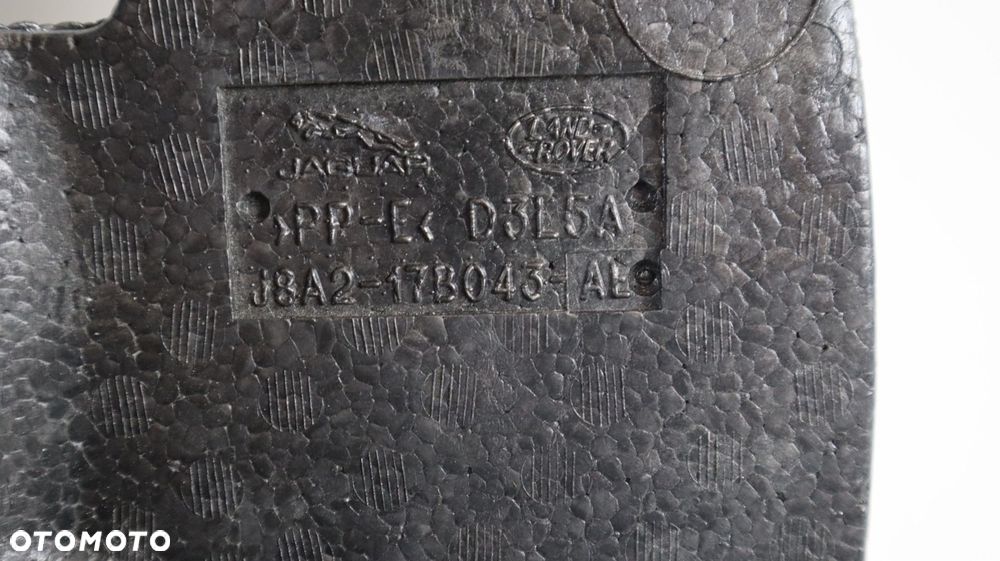 JAGUAR
LAND-
ROVER
>PP-E< D3L5A
J8A2-17B043-AE
OTOMOTO